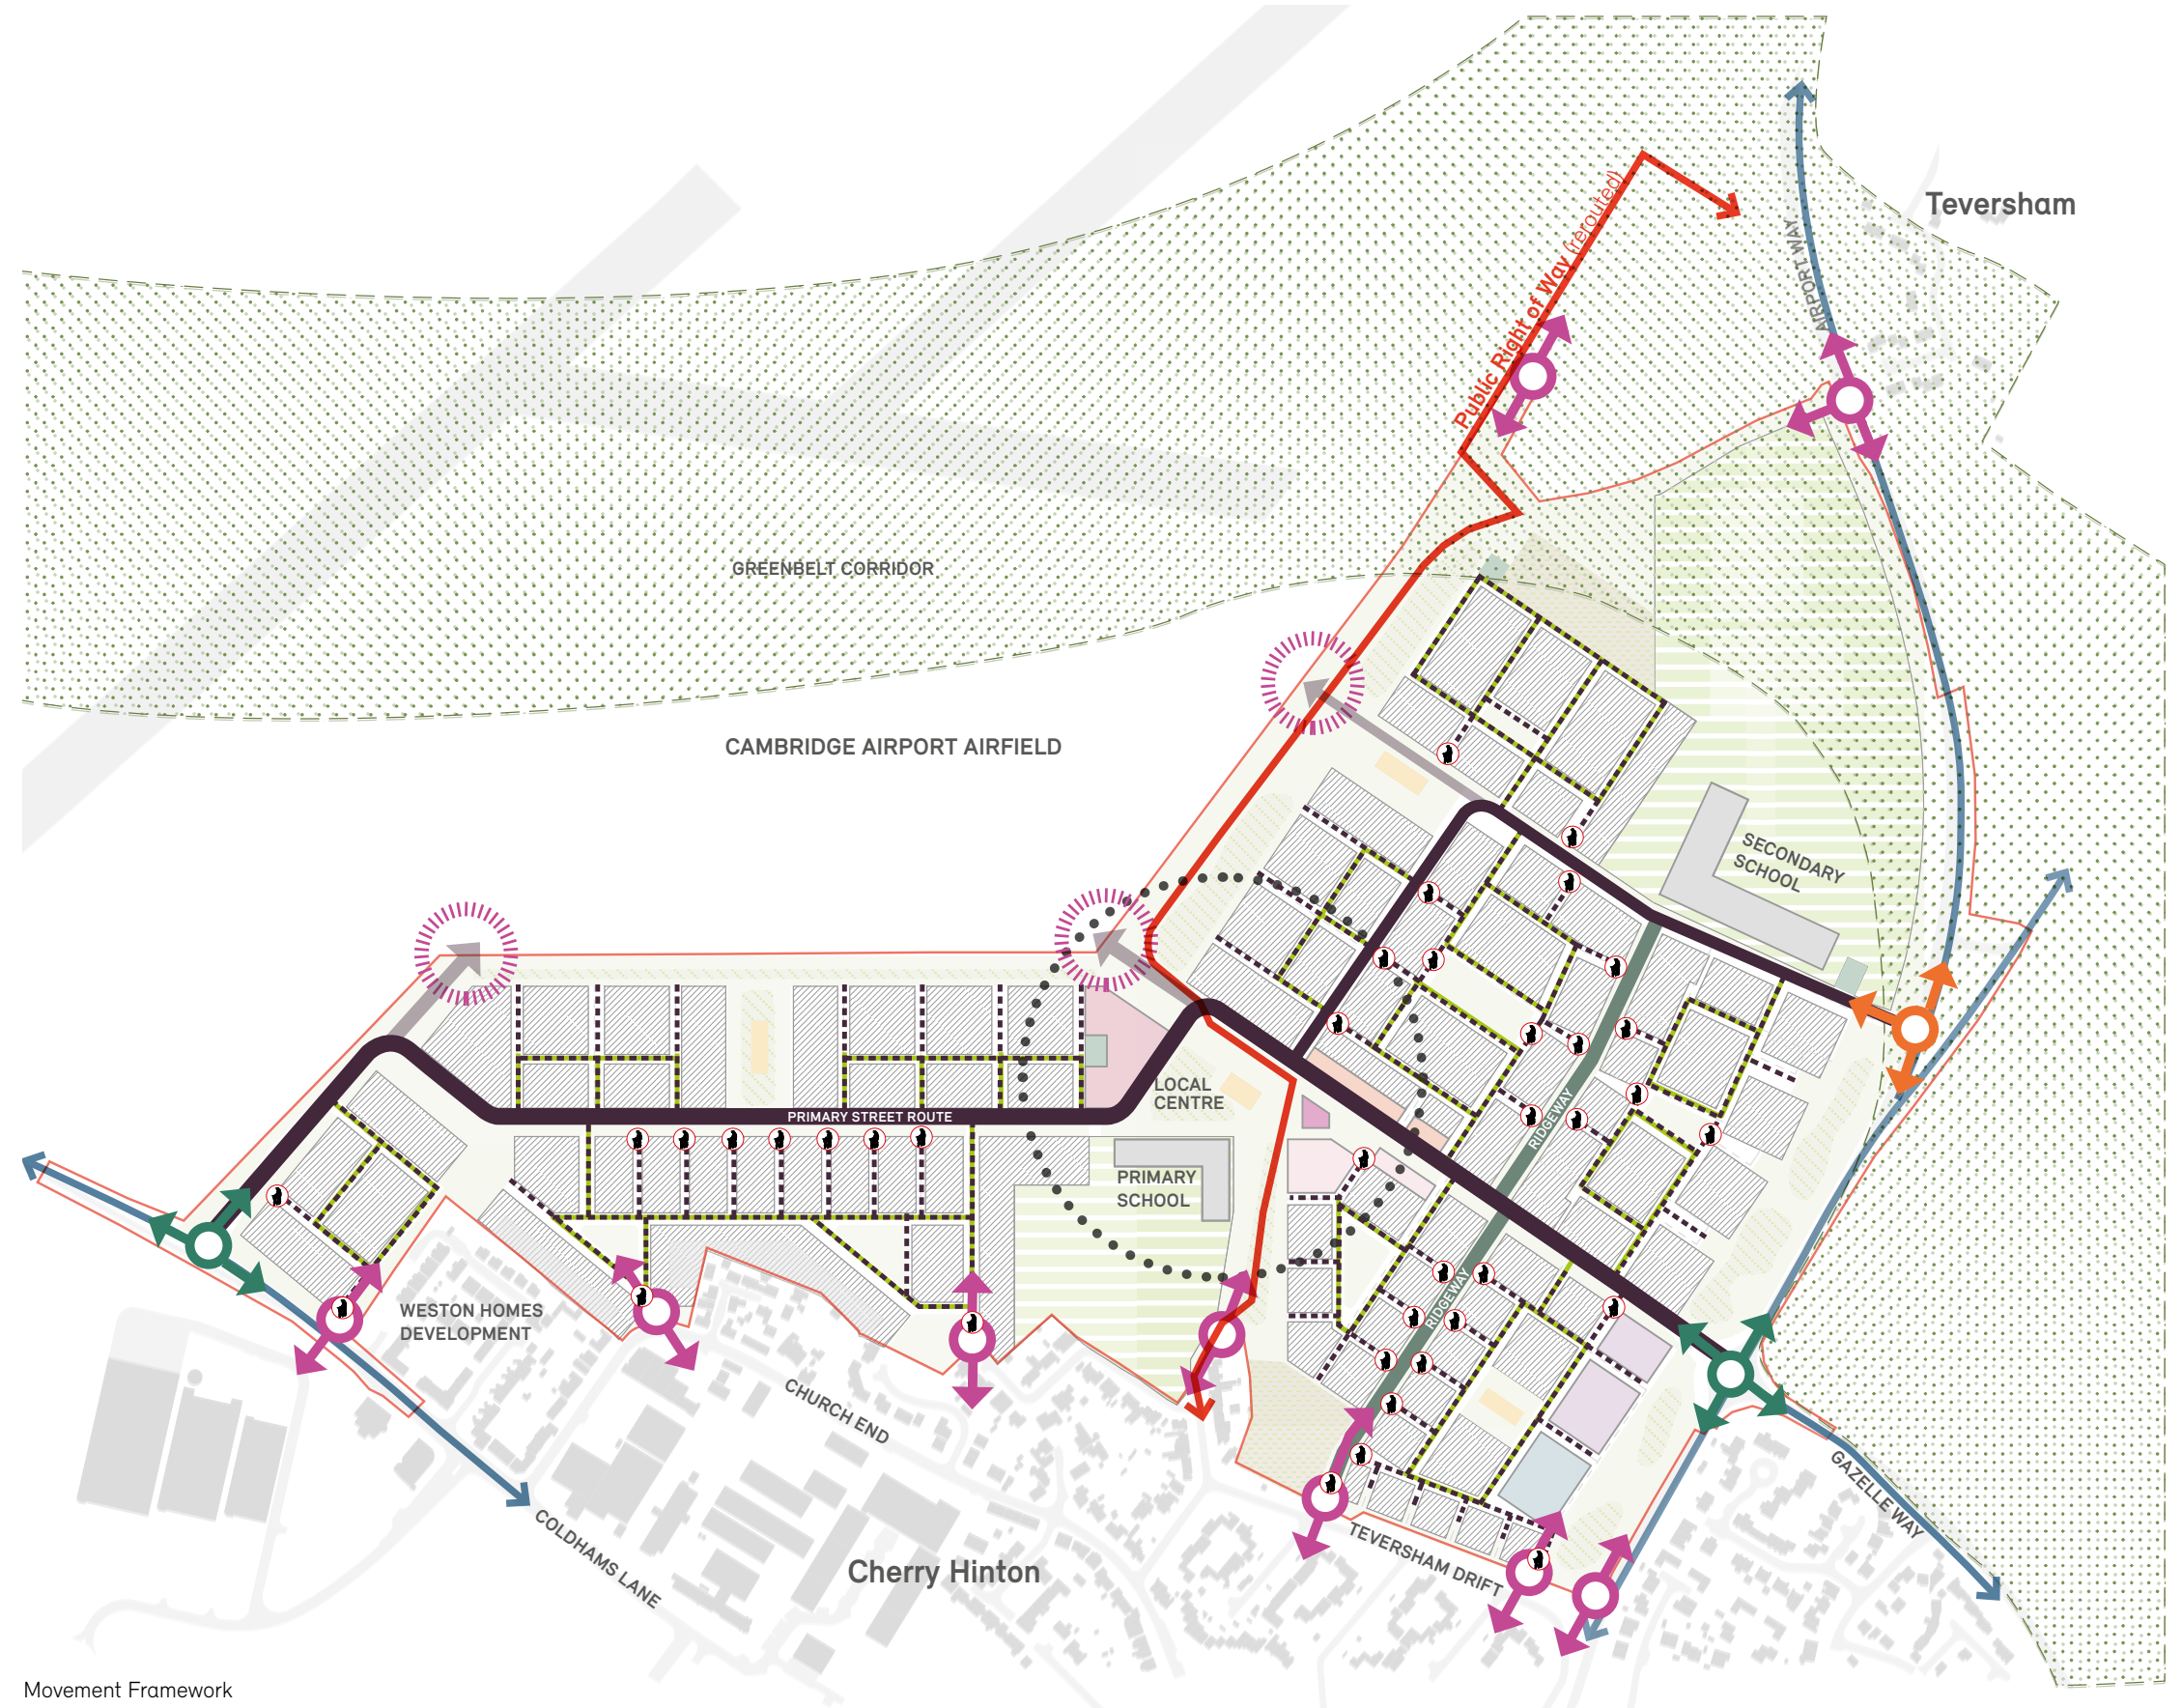 Teversham
AIRPORT WAY
Public Right of Way (rerouted)
GREENBELT CORRIDOR
CAMBRIDGE AIRPORT AIRFIELD
SECONDARY
SCHOOL
LOCAL
CENTRE
PRIMARY STREET ROUTE
RIDGEWAY
PRIMARY
SCHOOL
RIDGEWAY
WESTON HOMES
DEVELOPMENT
CHURCH END
GAZELLE WAY
COLDHAMS LANE
TEVERSHAM DRIFT
Cherry Hinton
Movement Framework